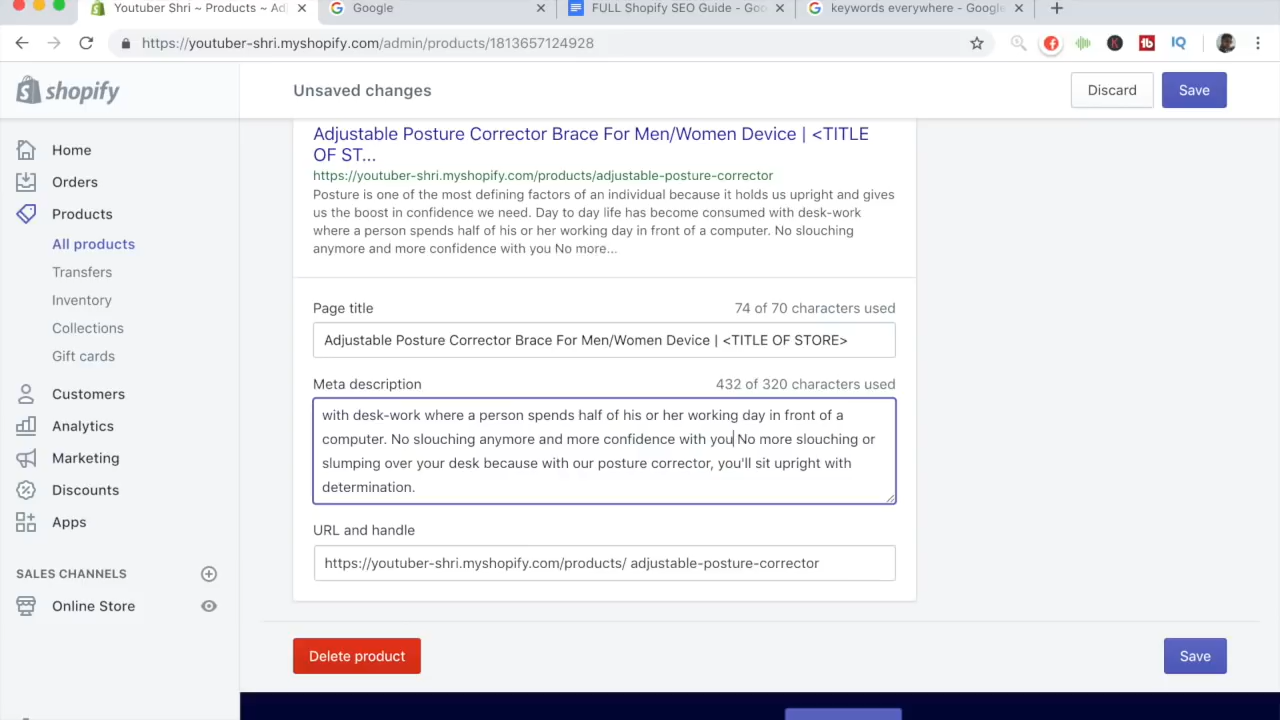 Youtuber Shri ~ Products ~ Ad
Google
FULL Shopify SEO Guide - Goo
keywords everywhere - Google
https://youtuber-shri.myshopify.com/admin/products/1813657124928
shopify
Unsaved changes
Discard
Save
Home
Orders
Products
All products
Transfers
Inventory
Collections
Gift cards
Customers
Analytics
Marketing
Discounts
Apps
SALES CHANNELS
Online Store
Adjustable Posture Corrector Brace For Men/Women Device | <TITLE
OF ST...
https://youtuber-shri.myshopify.com/products/adjustable-posture-corrector
Posture is one of the most defining factors of an individual because it holds us upright and gives
us the boost in confidence we need. Day to day life has become consumed with desk-work
where a person spends half of his or her working day in front of a computer. No slouching
anymore and more confidence with you No more...
Page title
74 of 70 characters used
Adjustable Posture Corrector Brace For Men/Women Device | <TITLE OF STORE>
Meta description
432 of 320 characters used
with desk-work where a person spends half of his or her working day in front of a
computer. No slouching anymore and more confidence with you No more slouching or
slumping over your desk because with our posture corrector, you'll sit upright with
determination.
URL and handle
https://youtuber-shri.myshopify.com/products/ adjustable-posture-corrector
Delete product
Save